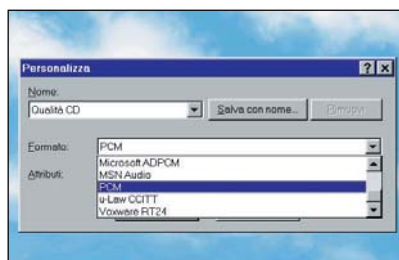 Personalizza
Nome:
Qualità CD
Salva con nome...
Rimuovi
Formato:
PCM
Attributi:
Microsoft ADPCM
MSN Audio
PCM
u-Law CCITT
Voxware RT24